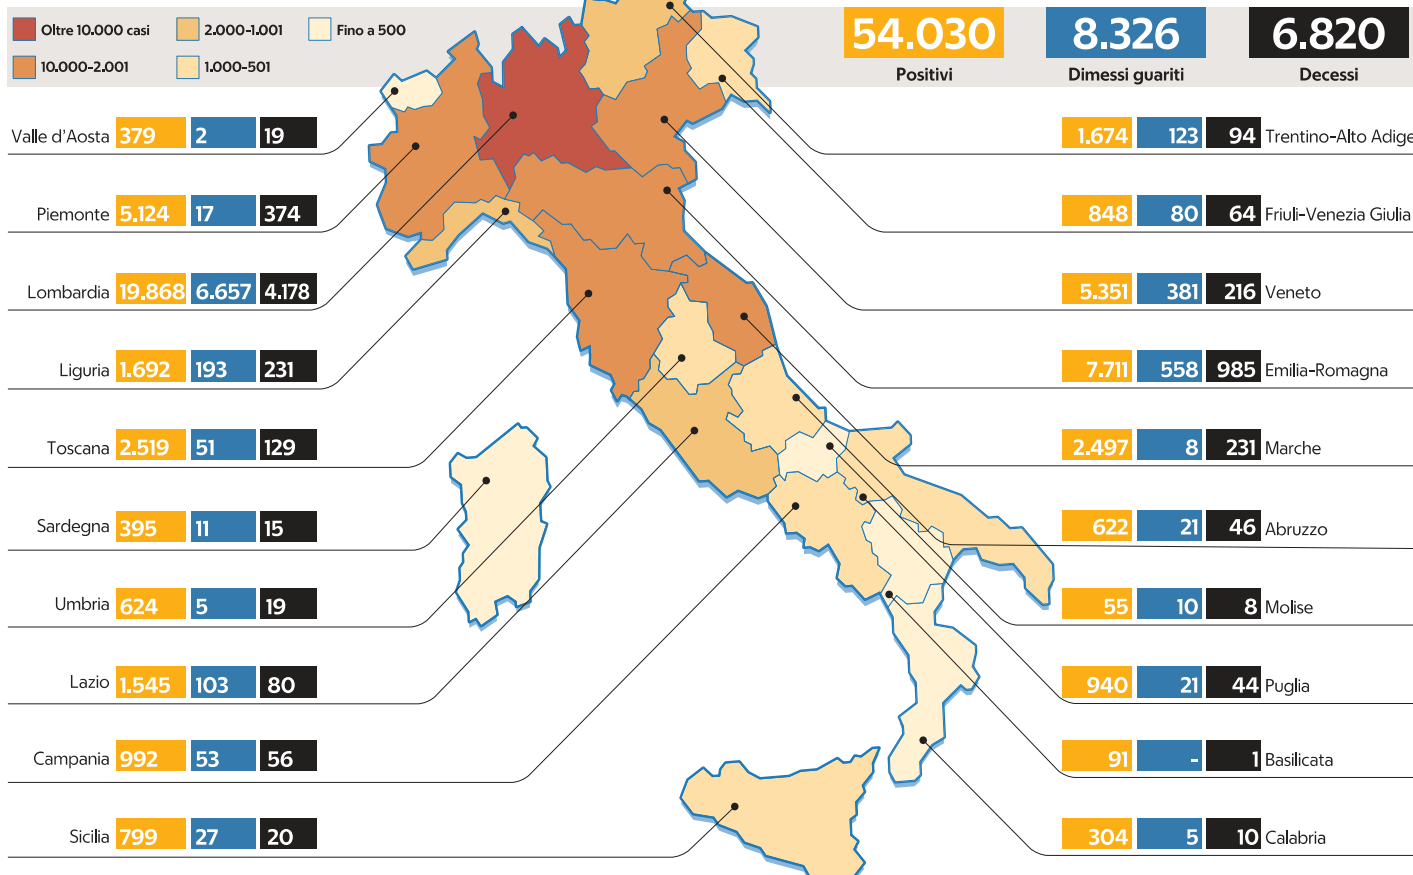 Oltre 10.000 casi
2.000-1.001
Fino a 500
10.000-2.001
1.000-501
54.030
Positivi
8.326
Dimessi guariti
6.820
Decessi
Valle d'Aosta 379 2 19
Piemonte 5.124 17 374
Lombardia 19.868 6.657 4.178
Liguria 1.692 193 231
Toscana 2.519 51 129
Sardegna 395 11 15
Umbria 624 5 19
Lazio 1.545 103 80
Campania 992 53 56
Sicilia 799 27 20
1.674 123 94 Trentino-Alto Adige
848 80 64 Friuli-Venezia Giulia
5.351 381 216 Veneto
7.711 558 985 Emilia-Romagna
2.497 8 231 Marche
622 21 46 Abruzzo
55 10 8 Molise
940 21 44 Puglia
91 - 1 Basilicata
304 5 10 Calabria